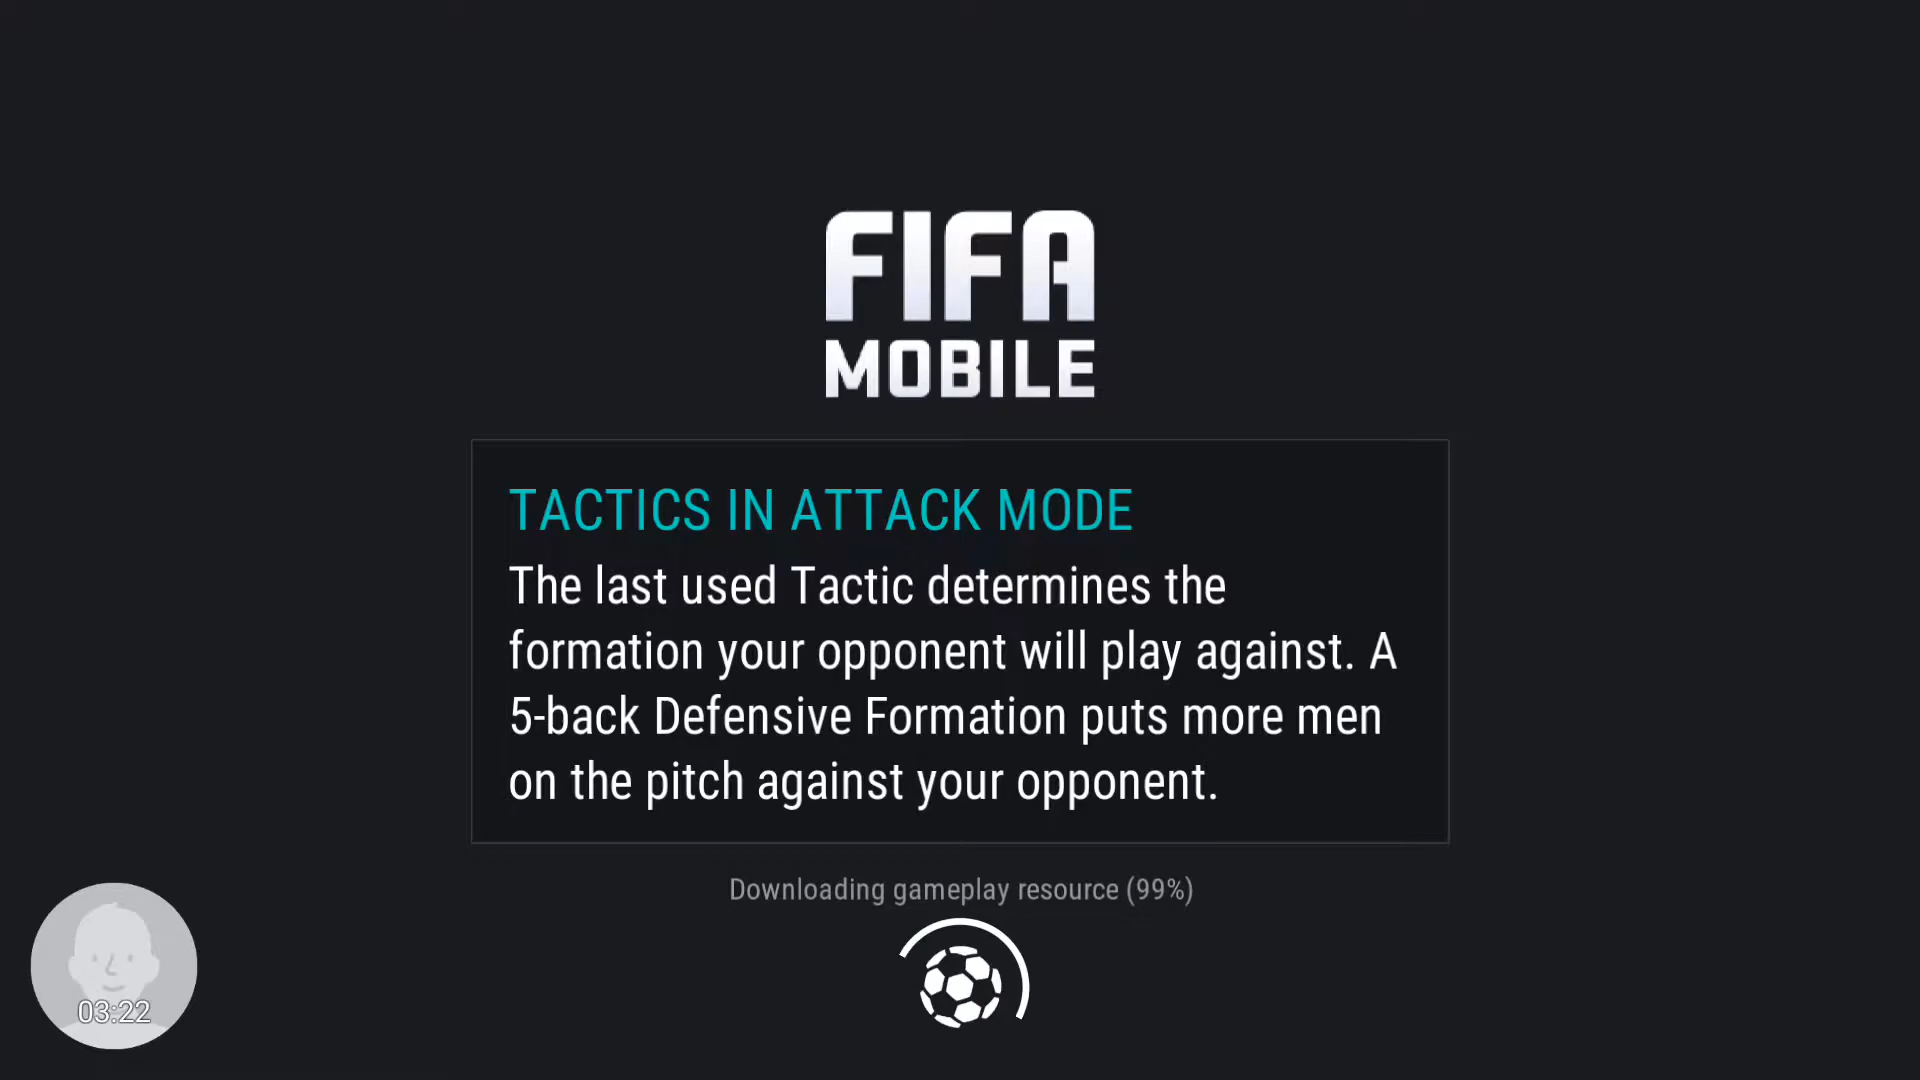 FIFA
MOBILE
TACTICS IN ATTACK MODE
The last used Tactic determines the
formation your opponent will play against. A
5-back Defensive Formation puts more men
on the pitch against your opponent.
Downloading gameplay resource (99%)
03:22